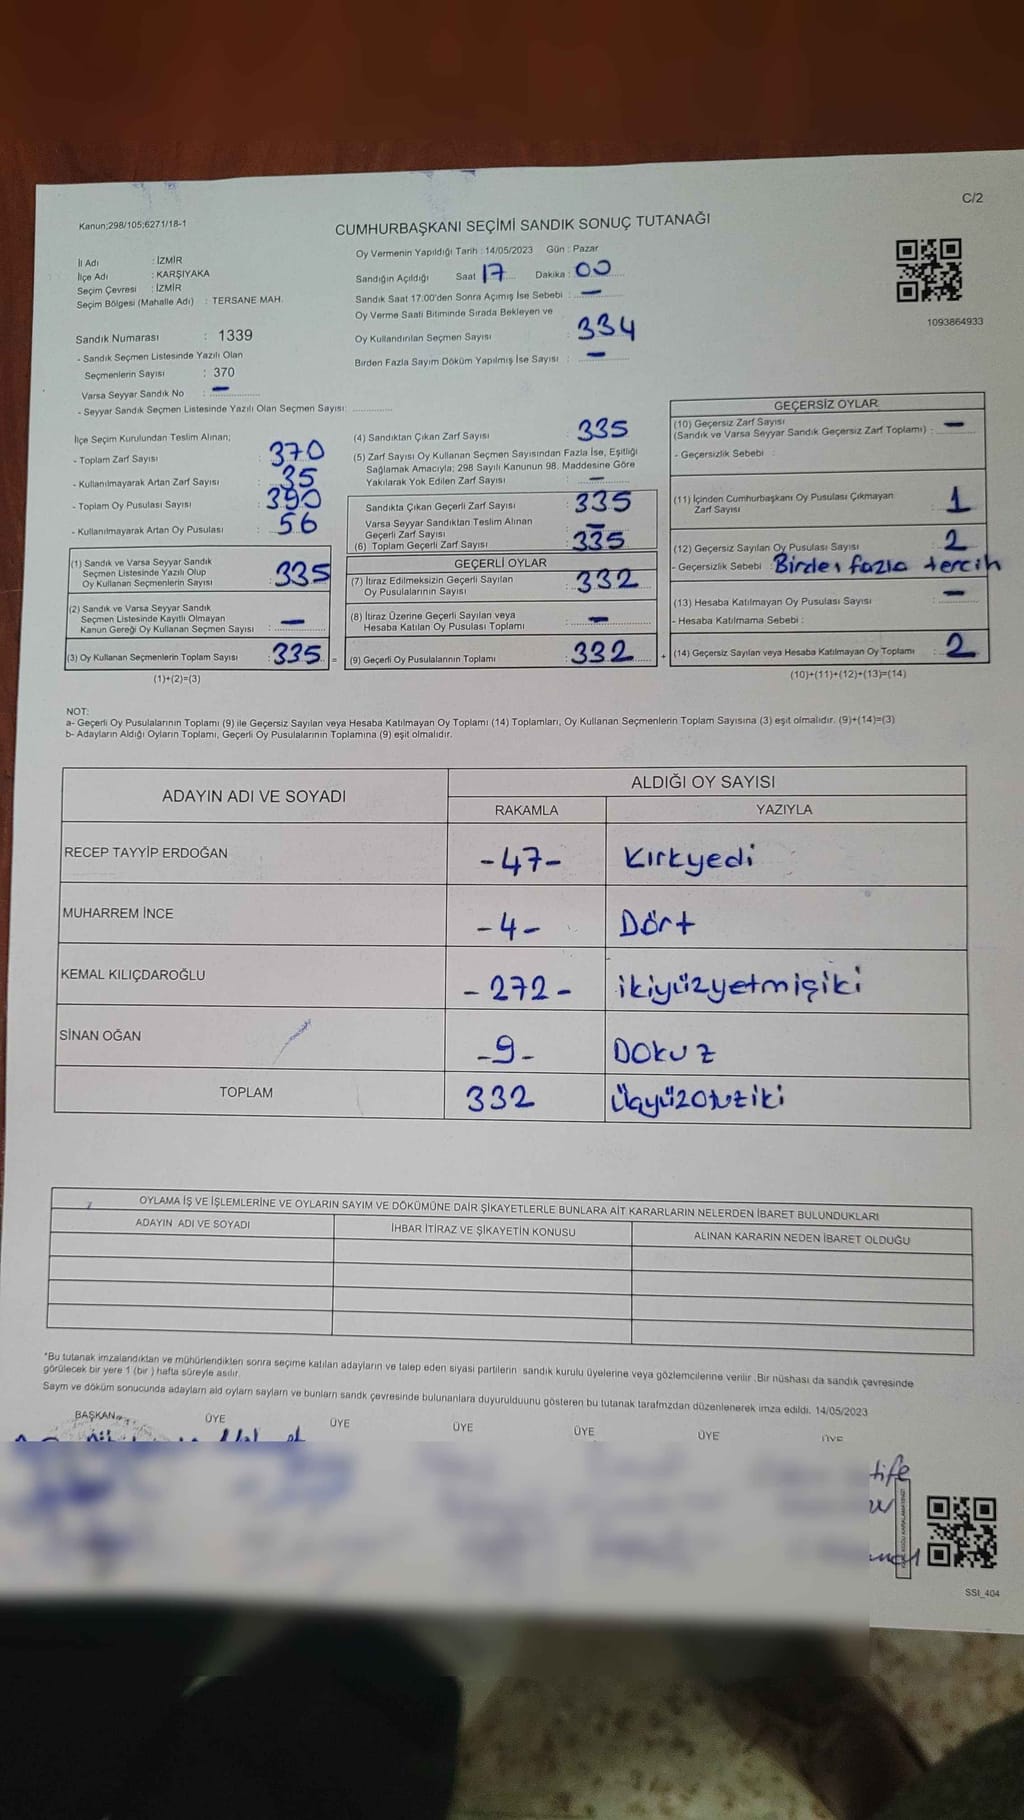 C/2
Kanun;298/105;6271/18-1
CUMHURBAŞKANI SEÇİMİ SANDIK SONUÇ TUTANAĞI
İl Adı : İZMİR
İlçe Adı : KARŞIYAKA
Seçim Çevresi : İZMİR
Seçim Bölgesi (Mahalle Adı) : TERSANE MAH.
Oy Vermenin Yapıldığı Tarih : 14/05/2023 Gün : Pazar
Sandığın Açıldığı Saat 17 Dakika : 00
Sandık Saat 17.00'den Sonra Açımış İse Sebebi : —
Oy Verme Saati Bitiminde Sırada Bekleyen ve
Oy Kullandırılan Seçmen Sayısı : 334
Birden Fazla Sayım Döküm Yapılmış İse Sayısı : —
1093864933
Sandık Numarası : 1339
- Sandık Seçmen Listesinde Yazılı Olan
Seçmenlerin Sayısı : 370
Varsa Seyyar Sandık No : —
- Seyyar Sandık Seçmen Listesinde Yazılı Olan Seçmen Sayısı: ..............
İlçe Seçim Kurulundan Teslim Alınan;
- Toplam Zarf Sayısı : 370
- Kullanılmayarak Artan Zarf Sayısı : 35
- Toplam Oy Pusulası Sayısı : 390
- Kullanılmayarak Artan Oy Pusulası : 56
(1) Sandık ve Varsa Seyyar Sandık
Seçmen Listesinde Yazılı Olup
Oy Kullanan Seçmenlerin Sayısı : 335
(2) Sandık ve Varsa Seyyar Sandık
Seçmen Listesinde Kayıtlı Olmayan
Kanun Gereği Oy Kullanan Seçmen Sayısı : —
(3) Oy Kullanan Seçmenlerin Toplam Sayısı : 335 =
(1)+(2)=(3)
(4) Sandıktan Çıkan Zarf Sayısı : 335
(5) Zarf Sayısı Oy Kullanan Seçmen Sayısından Fazla İse, Eşitliği
Sağlamak Amacıyla; 298 Sayılı Kanunun 98. Maddesine Göre
Yakılarak Yok Edilen Zarf Sayısı : —
Sandıkta Çıkan Geçerli Zarf Sayısı : 335
Varsa Seyyar Sandıktan Teslim Alınan
Geçerli Zarf Sayısı : —
(6) Toplam Geçerli Zarf Sayısı : 335
GEÇERLİ OYLAR
(7) İtiraz Edilmeksizin Geçerli Sayılan
Oy Pusulalarının Sayısı : 332
(8) İtiraz Üzerine Geçerli Sayılan veya
Hesaba Katılan Oy Pusulası Toplamı : —
(9) Geçerli Oy Pusulalarının Toplamı : 332 +
GEÇERSİZ OYLAR
(10) Geçersiz Zarf Sayısı
(Sandık ve Varsa Seyyar Sandık Geçersiz Zarf Toplamı) : —
- Geçersizlik Sebebi :
(11) İçinden Cumhurbaşkanı Oy Pusulası Çıkmayan
Zarf Sayısı : 1
(12) Geçersiz Sayılan Oy Pusulası Sayısı : 2
- Geçersizlik Sebebi : Birden fazla tercih
(13) Hesaba Katılmayan Oy Pusulası Sayısı : —
- Hesaba Katılmama Sebebi :
(14) Geçersiz Sayılan veya Hesaba Katılmayan Oy Toplamı : 2
(10)+(11)+(12)+(13)=(14)
NOT:
a- Geçerli Oy Pusulalarının Toplamı (9) ile Geçersiz Sayılan veya Hesaba Katılmayan Oy Toplamı (14) Toplamları, Oy Kullanan Seçmenlerin Toplam Sayısına (3) eşit olmalıdır. (9)+(14)=(3)
b- Adayların Aldığı Oyların Toplamı, Geçerli Oy Pusulalarının Toplamına (9) eşit olmalıdır.
ADAYIN ADI VE SOYADI ALDIĞI OY SAYISI
RAKAMLA YAZIYLA
RECEP TAYYİP ERDOĞAN -47- Kırkyedi
MUHARREM İNCE -4- Dört
KEMAL KILIÇDAROĞLU -272- ikiyüzyetmişiki
SİNAN OĞAN -9- Dokuz
TOPLAM 332 Üçyüzotuziki
OYLAMA İŞ VE İŞLEMLERİNE VE OYLARIN SAYIM VE DÖKÜMÜNE DAİR ŞİKAYETLERLE BUNLARA AİT KARARLARIN NELERDEN İBARET BULUNDUKLARI
ADAYIN ADI VE SOYADI İHBAR İTİRAZ VE ŞİKAYETİN KONUSU ALINAN KARARIN NEDEN İBARET OLDUĞU
*Bu tutanak imzalandıktan ve mühürlendikten sonra seçime katılan adayların ve talep eden siyasi partilerin sandık kurulu üyelerine veya gözlemcilerine verilir .Bir nüshası da sandık çevresinde
görülecek bir yere 1 (bir ) hafta süreyle asılır.
Sayım ve döküm sonucunda adaylarn ald oylarn saylarn ve bunlarn sandk çevresinde bulunanlara duyurulduunu gösteren bu tutanak tarafmzdan düzenlenerek imza edildi. 14/05/2023
BAŞKAN ÜYE ÜYE ÜYE ÜYE ÜYE ÜYE
SSI_404